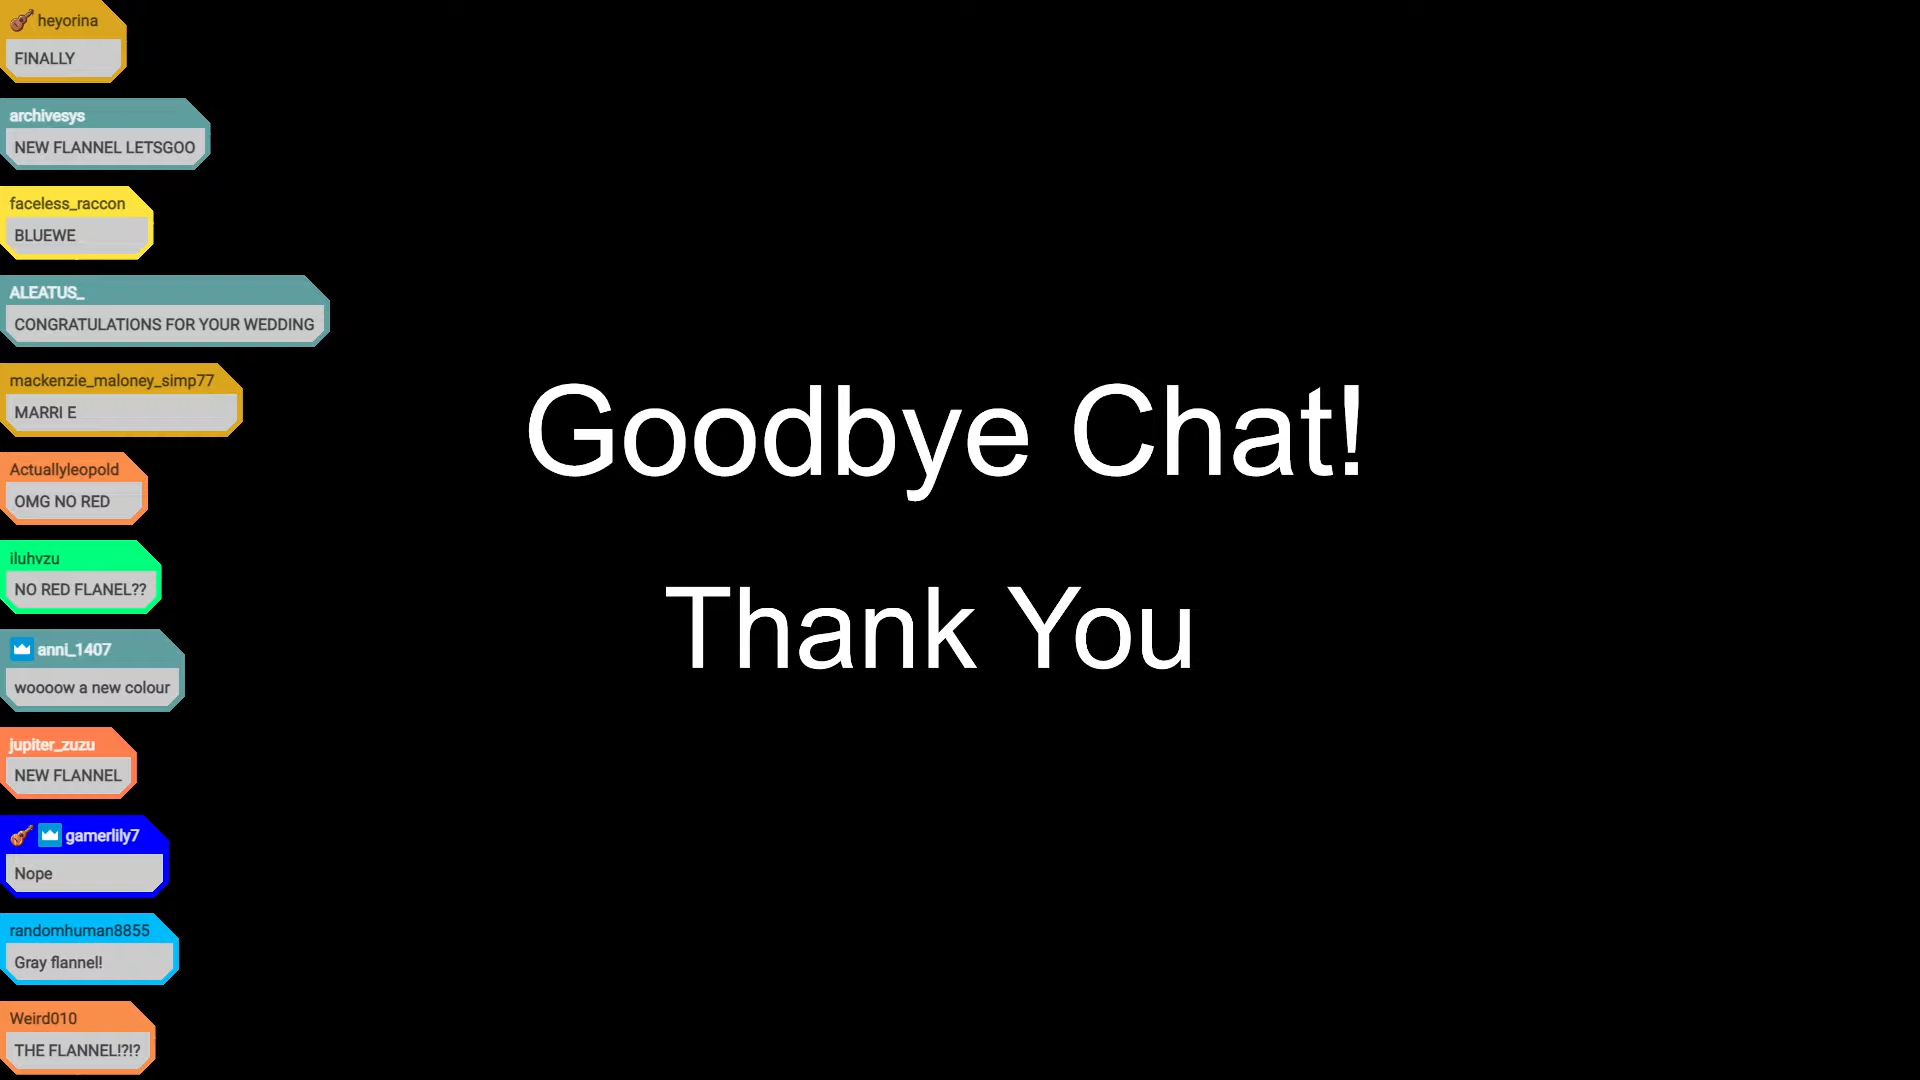 heyorina
FINALLY
archivesys
NEW FLANNEL LETSGOO
faceless_raccon
BLUEWE
ALEATUS_
CONGRATULATIONS FOR YOUR WEDDING
mackenzie_maloney_simp77
MARRI E
Actuallyleopold
OMG NO RED
iluhvzu
NO RED FLANEL??
anni_1407
woooow a new colour
jupiter_zuzu
NEW FLANNEL
gamerlily7
Nope
randomhuman8855
Gray flannel!
Weird010
THE FLANNEL!?!?
Goodbye Chat!
Thank You